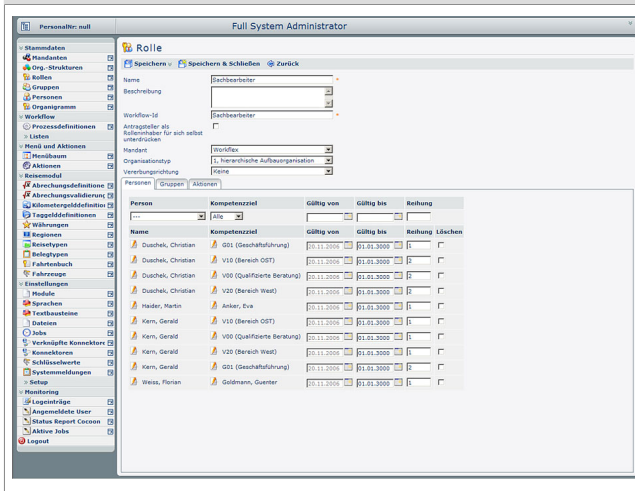 PersonalNr: null
Full System Administrator
Stammdaten
Mandanten
Org.-Strukturen
Rollen
Gruppen
Personen
Organigramm
Workflow
Prozessdefinitionen
» Listen
Menü und Aktionen
Menübaum
Aktionen
Reisemodul
Abrechungsdefinitione
Abrechungsvalidierung
Kilometergelddefinition
Taggelddefinitionen
Währungen
Regionen
Reisetypen
Belegtypen
Fahrtenbuch
Fahrzeuge
Einstellungen
Module
Sprachen
Textbausteine
Dateien
Jobs
Verknüpfte Konnektore
Konnektoren
Schlüsselwerte
Systemmeldungen
» Setup
Monitoring
Logeinträge
Angemeldete User
Status Report Cocoon
Aktive Jobs
Logout
Rolle
Speichern Speichern & Schließen Zurück
Name Sachbearbeiter *
Beschreibung
Workflow-Id Sachbearbeiter *
Antragsteller als
Rolleninhaber für sich selbst
unterdrücken
Mandant Workflex
Organisationstyp 1, hierarchische Aufbauorganisation
Vererbungsrichtung Keine
Personen Gruppen Aktionen
Person Kompetenzziel Gültig von Gültig bis Reihung
--- Alle
Name Kompetenzziel Gültig von Gültig bis Reihung Löschen
Duschek, Christian G01 (Geschäftsführung) 20.11.2006 01.01.3000 1
Duschek, Christian V10 (Bereich OST) 20.11.2006 01.01.3000 2
Duschek, Christian V00 (Qualifizierte Beratung) 20.11.2006 01.01.3000 2
Duschek, Christian V20 (Bereich West) 20.11.2006 01.01.3000 2
Haider, Martin Anker, Eva 20.11.2006 01.01.3000 1
Kern, Gerald V10 (Bereich OST) 20.11.2006 01.01.3000 1
Kern, Gerald V00 (Qualifizierte Beratung) 20.11.2006 01.01.3000 1
Kern, Gerald V20 (Bereich West) 20.11.2006 01.01.3000 1
Kern, Gerald G01 (Geschäftsführung) 20.11.2006 01.01.3000 2
Weiss, Florian Goldmann, Guenter 20.11.2006 01.01.3000 1